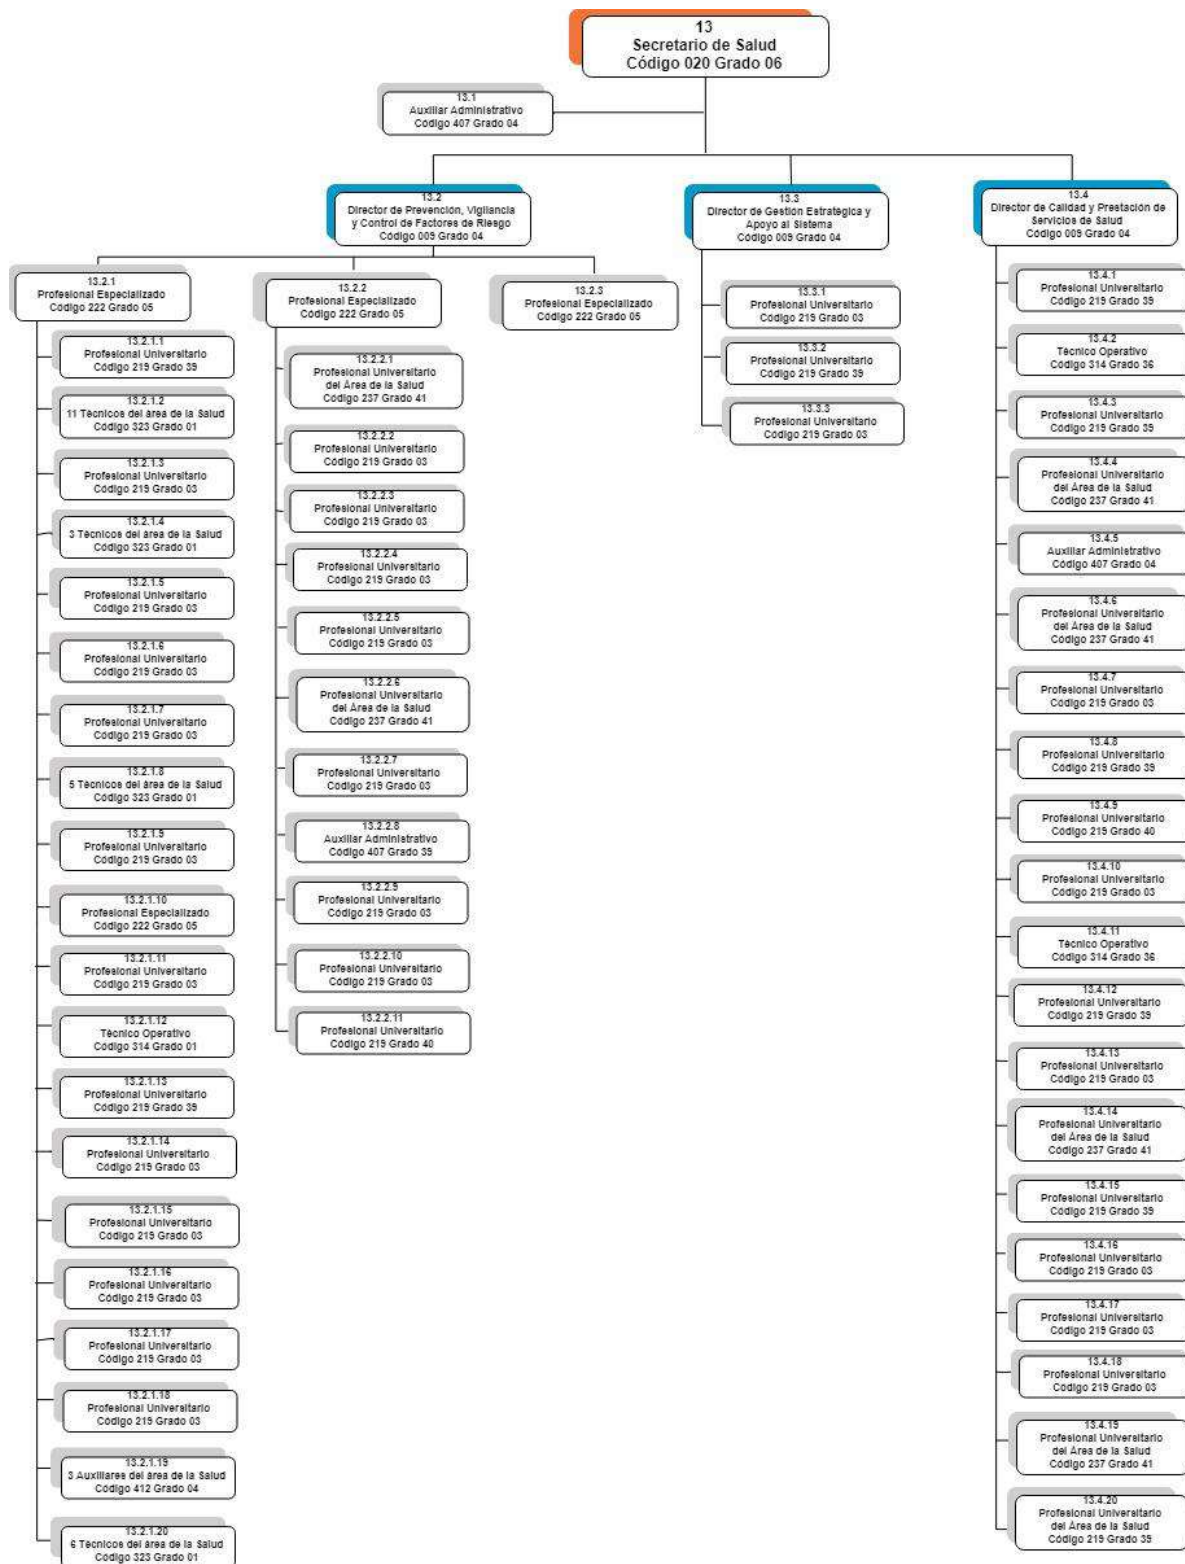 13
Secretario de Salud
Código 020 Grado 06
13.1
Auxiliar Administrativo
Código 407 Grado 04
13.2
Director de Prevención, Vigilancia
y Control de Factores de Riesgo
Código 009 Grado 04
13.3
Director de Gestión Estratégica y
Apoyo al Sistema
Código 009 Grado 04
13.4
Director de Calidad y Prestación de
Servicios de Salud
Código 009 Grado 04
13.2.1
Profesional Especializado
Código 222 Grado 05
13.2.1.1
Profesional Universitario
Código 219 Grado 39
13.2.1.2
11 Técnicos del área de la Salud
Código 323 Grado 01
13.2.1.3
Profesional Universitario
Código 219 Grado 03
13.2.1.4
3 Técnicos del área de la Salud
Código 323 Grado 01
13.2.1.5
Profesional Universitario
Código 219 Grado 03
13.2.1.6
Profesional Universitario
Código 219 Grado 03
13.2.1.7
Profesional Universitario
Código 219 Grado 03
13.2.1.8
5 Técnicos del área de la Salud
Código 323 Grado 01
13.2.1.9
Profesional Universitario
Código 219 Grado 03
13.2.1.10
Profesional Especializado
Código 222 Grado 05
13.2.1.11
Profesional Universitario
Código 219 Grado 03
13.2.1.12
Técnico Operativo
Código 314 Grado 01
13.2.1.13
Profesional Universitario
Código 219 Grado 39
13.2.1.14
Profesional Universitario
Código 219 Grado 03
13.2.1.15
Profesional Universitario
Código 219 Grado 03
13.2.1.16
Profesional Universitario
Código 219 Grado 03
13.2.1.17
Profesional Universitario
Código 219 Grado 03
13.2.1.18
Profesional Universitario
Código 219 Grado 03
13.2.1.19
3 Auxiliares del área de la Salud
Código 412 Grado 04
13.2.1.20
6 Técnicos del área de la Salud
Código 323 Grado 01
13.2.2
Profesional Especializado
Código 222 Grado 05
13.2.2.1
Profesional Universitario
del Área de la Salud
Código 237 Grado 41
13.2.2.2
Profesional Universitario
Código 219 Grado 03
13.2.2.3
Profesional Universitario
Código 219 Grado 03
13.2.2.4
Profesional Universitario
Código 219 Grado 03
13.2.2.5
Profesional Universitario
Código 219 Grado 03
13.2.2.6
Profesional Universitario
del Área de la Salud
Código 237 Grado 41
13.2.2.7
Profesional Universitario
Código 219 Grado 03
13.2.2.8
Auxiliar Administrativo
Código 407 Grado 39
13.2.2.9
Profesional Universitario
Código 219 Grado 03
13.2.2.10
Profesional Universitario
Código 219 Grado 03
13.2.2.11
Profesional Universitario
Código 219 Grado 40
13.2.3
Profesional Especializado
Código 222 Grado 05
13.3.1
Profesional Universitario
Código 219 Grado 03
13.3.2
Profesional Universitario
Código 219 Grado 39
13.3.3
Profesional Universitario
Código 219 Grado 03
13.4.1
Profesional Universitario
Código 219 Grado 39
13.4.2
Técnico Operativo
Código 314 Grado 36
13.4.3
Profesional Universitario
Código 219 Grado 39
13.4.4
Profesional Universitario
del Área de la Salud
Código 237 Grado 41
13.4.5
Auxiliar Administrativo
Código 407 Grado 04
13.4.6
Profesional Universitario
del Área de la Salud
Código 237 Grado 41
13.4.7
Profesional Universitario
Código 219 Grado 03
13.4.8
Profesional Universitario
Código 219 Grado 39
13.4.9
Profesional Universitario
Código 219 Grado 40
13.4.10
Profesional Universitario
Código 219 Grado 03
13.4.11
Técnico Operativo
Código 314 Grado 36
13.4.12
Profesional Universitario
Código 219 Grado 39
13.4.13
Profesional Universitario
Código 219 Grado 03
13.4.14
Profesional Universitario
del Área de la Salud
Código 237 Grado 41
13.4.15
Profesional Universitario
Código 219 Grado 39
13.4.16
Profesional Universitario
Código 219 Grado 03
13.4.17
Profesional Universitario
Código 219 Grado 03
13.4.18
Profesional Universitario
Código 219 Grado 03
13.4.19
Profesional Universitario
del Área de la Salud
Código 237 Grado 41
13.4.20
Profesional Universitario
del Área de la Salud
Código 219 Grado 39